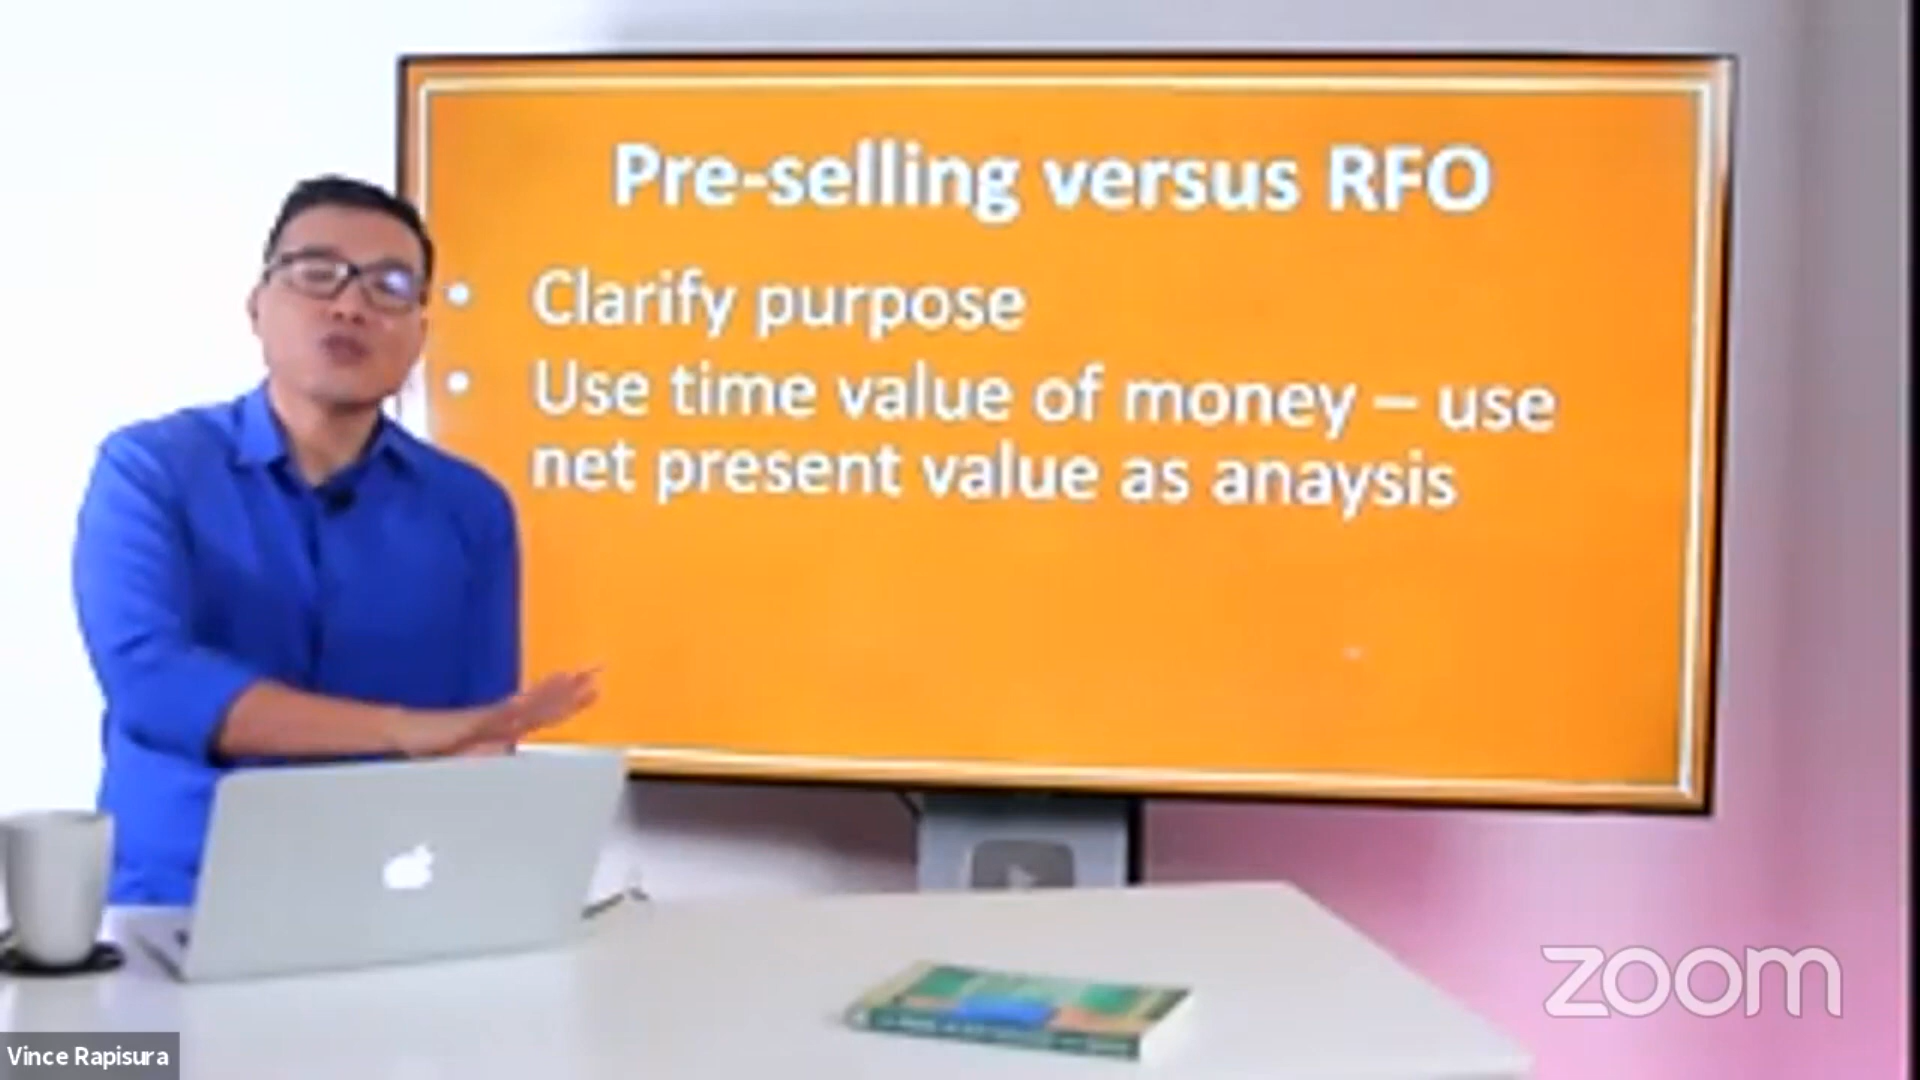 Pre-selling versus RFO
• Clarify purpose
• Use time value of money – use
net present value as anaysis
zoom
Vince Rapisura